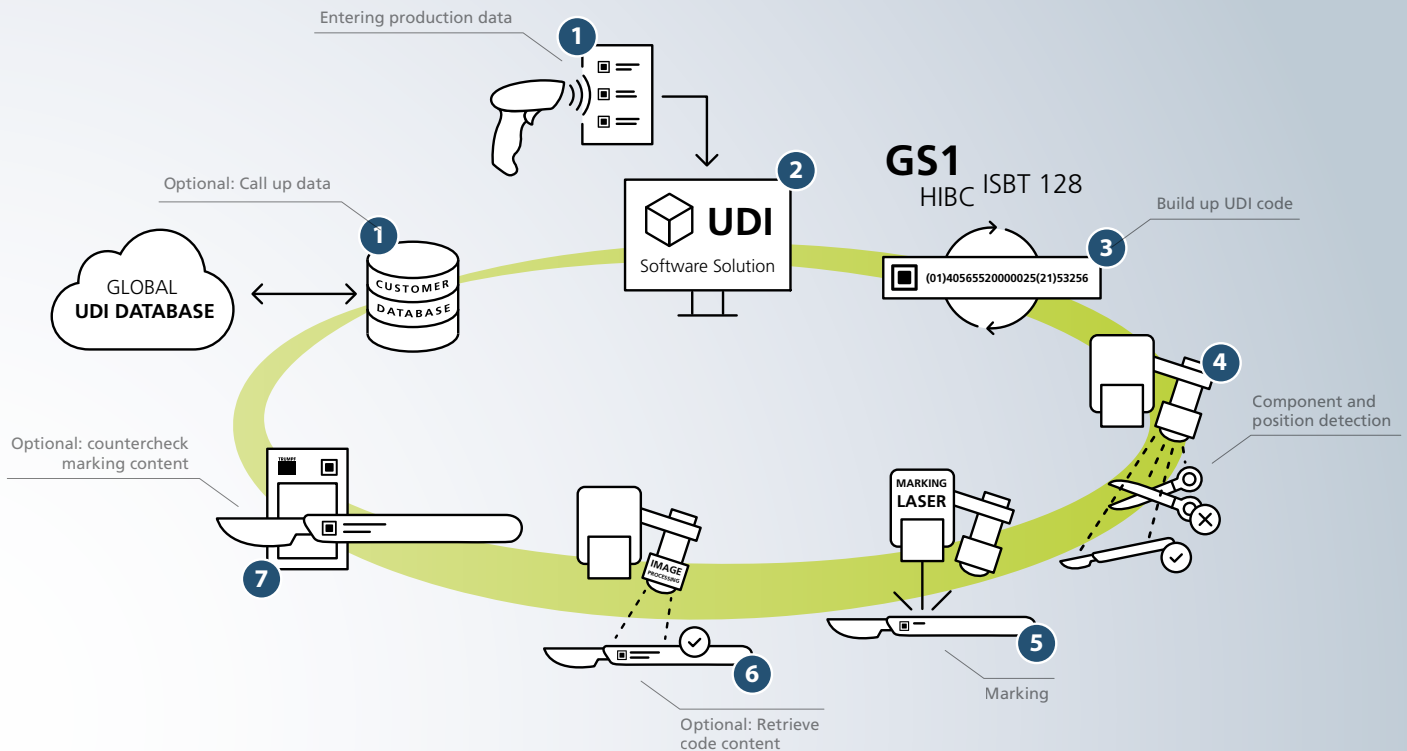 Entering production data
1
Optional: Call up data
1
GLOBAL
UDI DATABASE
CUSTOMER
DATABASE
2
UDI
Software Solution
GS1
HIBC
ISBT 128
Build up UDI code
3
(01)40565520000025(21)53256
4
Component and
position detection
MARKING
LASER
5
Marking
IMAGE
PROCESSING
6
Optional: Retrieve
code content
Optional: countercheck
marking content
TRUMPF
7